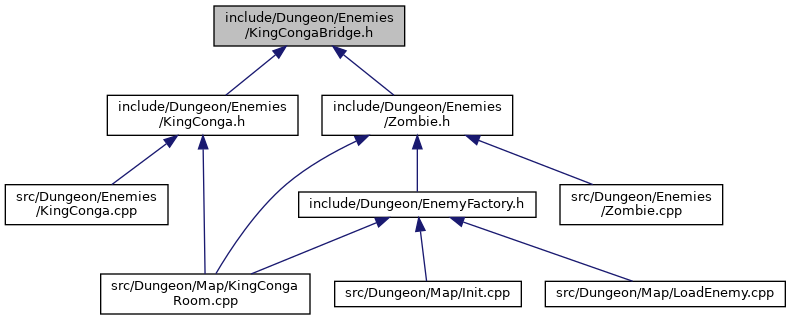 include/Dungeon/Enemies
/KingCongaBridge.h
include/Dungeon/Enemies
/KingConga.h
include/Dungeon/Enemies
/Zombie.h
src/Dungeon/Enemies
/KingConga.cpp
include/Dungeon/EnemyFactory.h
src/Dungeon/Enemies
/Zombie.cpp
src/Dungeon/Map/KingConga
Room.cpp
src/Dungeon/Map/Init.cpp
src/Dungeon/Map/LoadEnemy.cpp